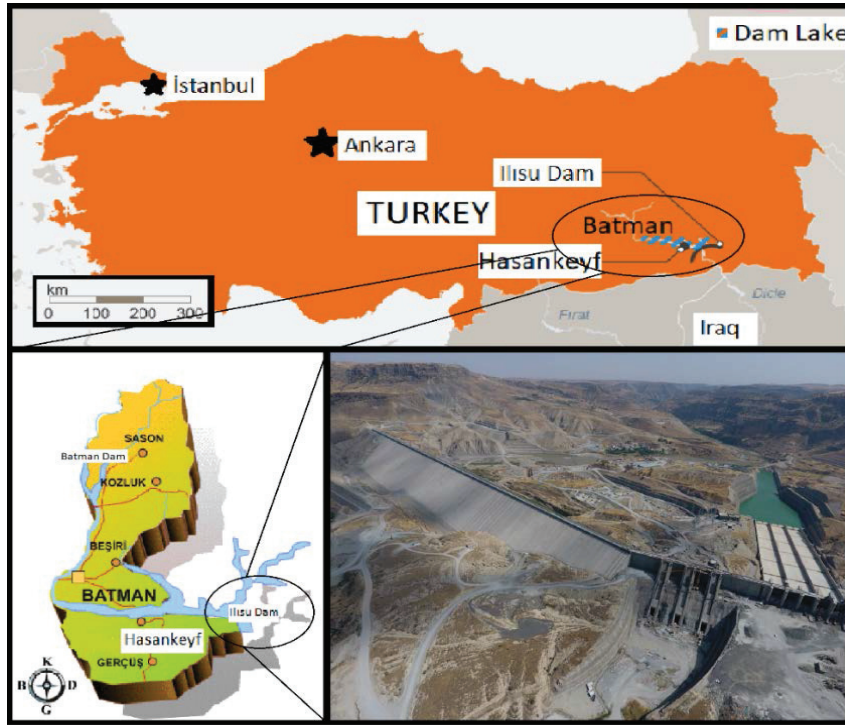 Dam Lake
İstanbul
Ankara
Ilısu Dam
TURKEY
Batman
Hasankeyf
km
0 100 200 300
Fırat
Dicle
Iraq
SASON
Batman Dam
KOZLUK
BEŞİRİ
BATMAN
Ilısu Dam
Hasankeyf
GERÇÜŞ
K
B D
G